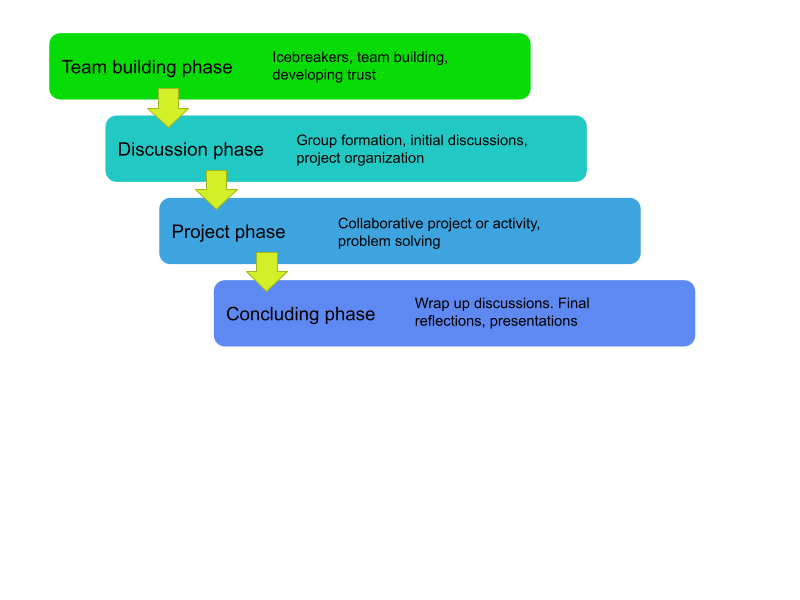 Team building phase
Icebreakers, team building,
developing trust
Discussion phase
Group formation, initial discussions,
project organization
Project phase
Collaborative project or activity,
problem solving
Concluding phase
Wrap up discussions. Final
reflections, presentations